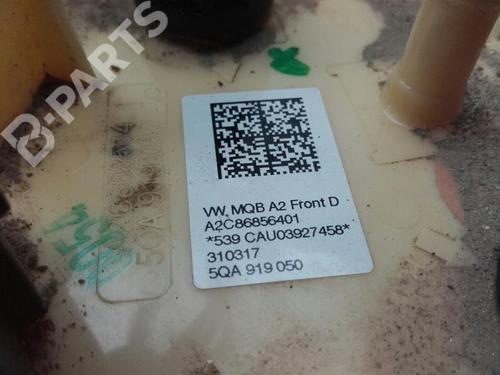 B-PARTS
VW, MQB A2 Front D
A2C86856401
*539 CAU03927458*
310317
5QA 919 050